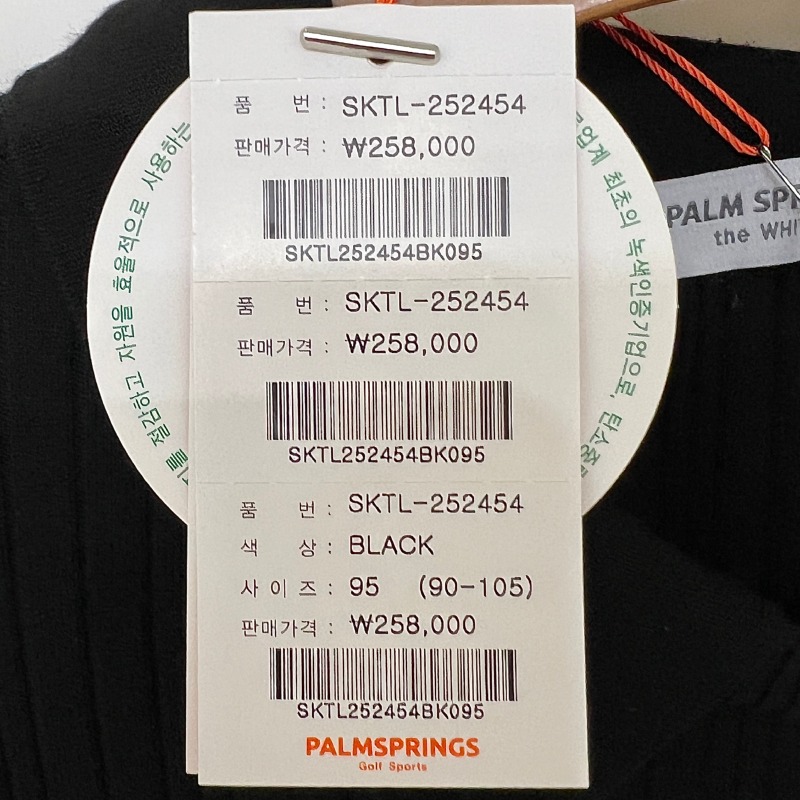 품 번 : SKTL-252454
판매가격 : ₩258,000
SKTL252454BK095
품 번 : SKTL-252454
판매가격 : ₩258,000
SKTL252454BK095
품 번 : SKTL-252454
색 상 : BLACK
사 이 즈 : 95 (90-105)
판매가격 : ₩258,000
SKTL252454BK095
PALMSPRINGS
Golf Sports
절감하고 자원을 효율적으로 사용하는
최초의 녹색인증기업으로, 탄소중
PALM SP
the WHI